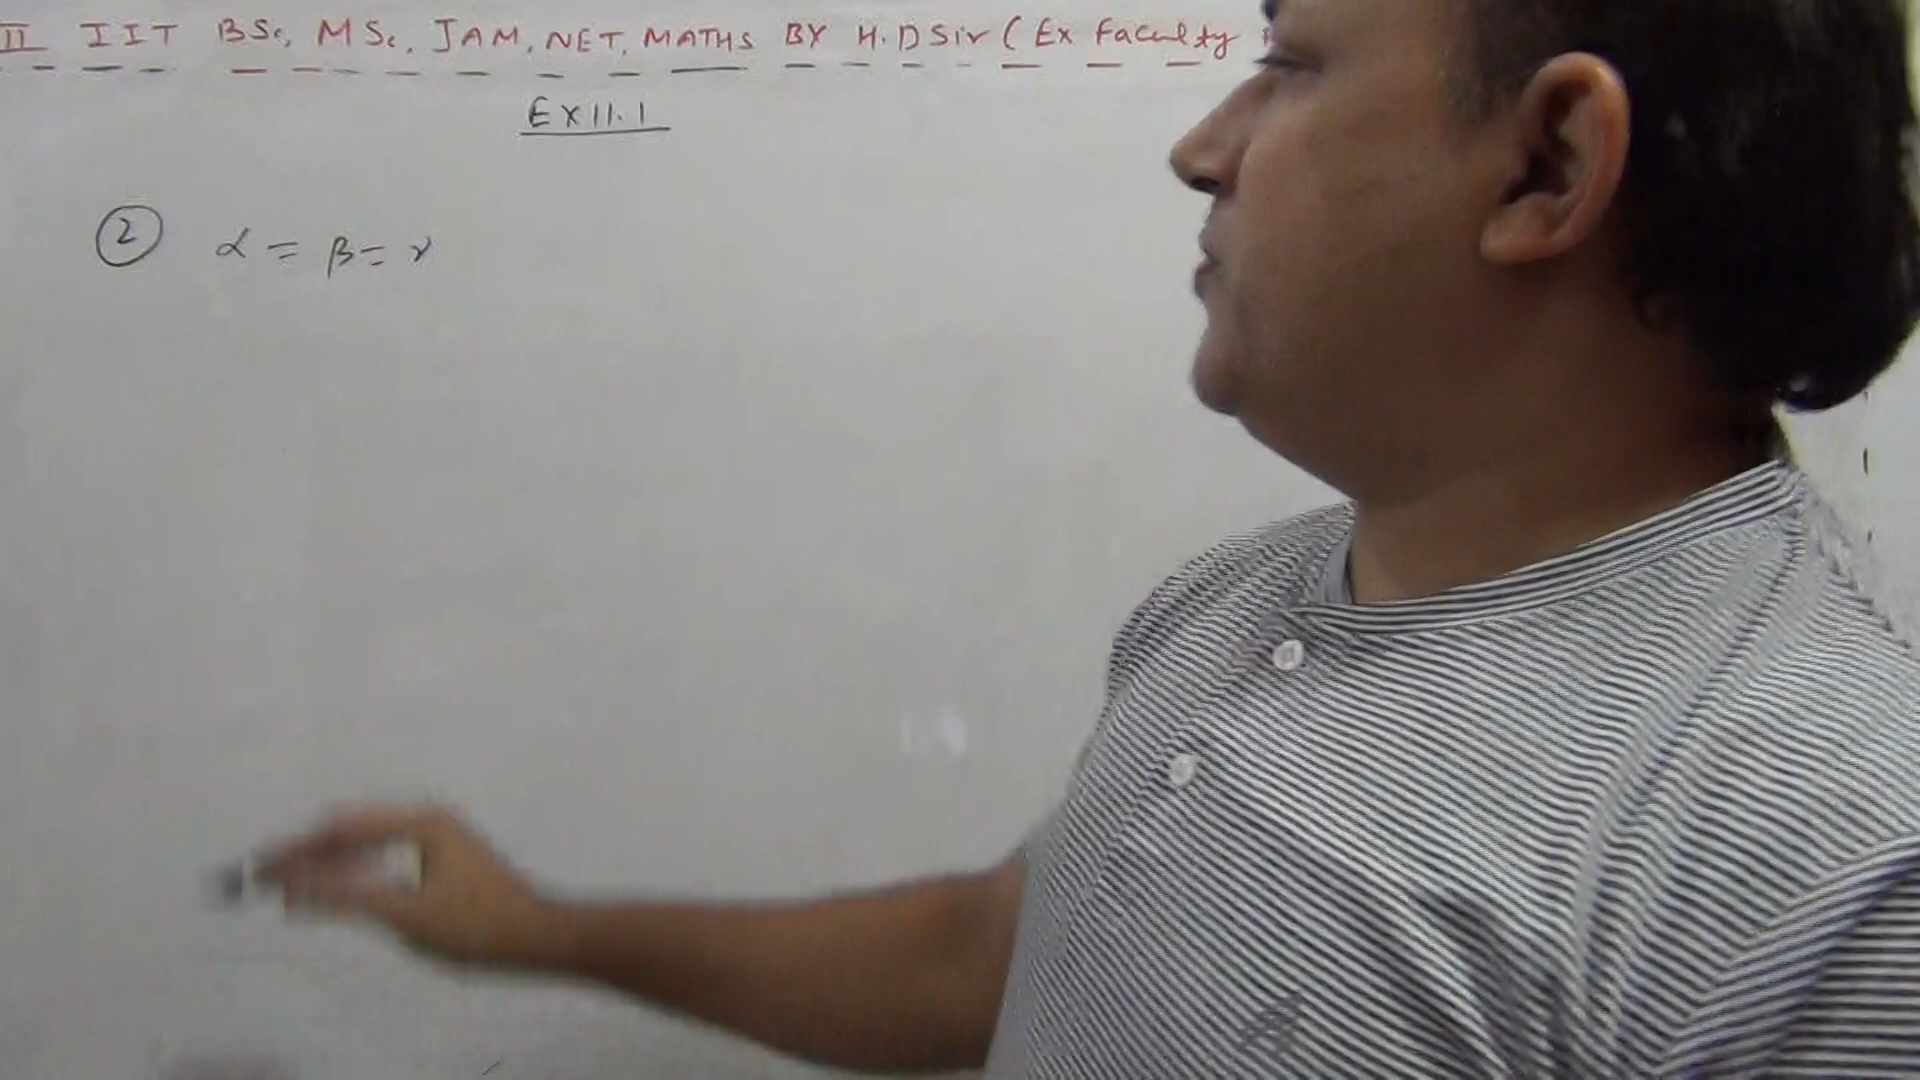 II IIT BSc, MSc, JAM, NET, MATHS BY H.D Sir (Ex Faculty
Ex 11.1
2 α = β = γ